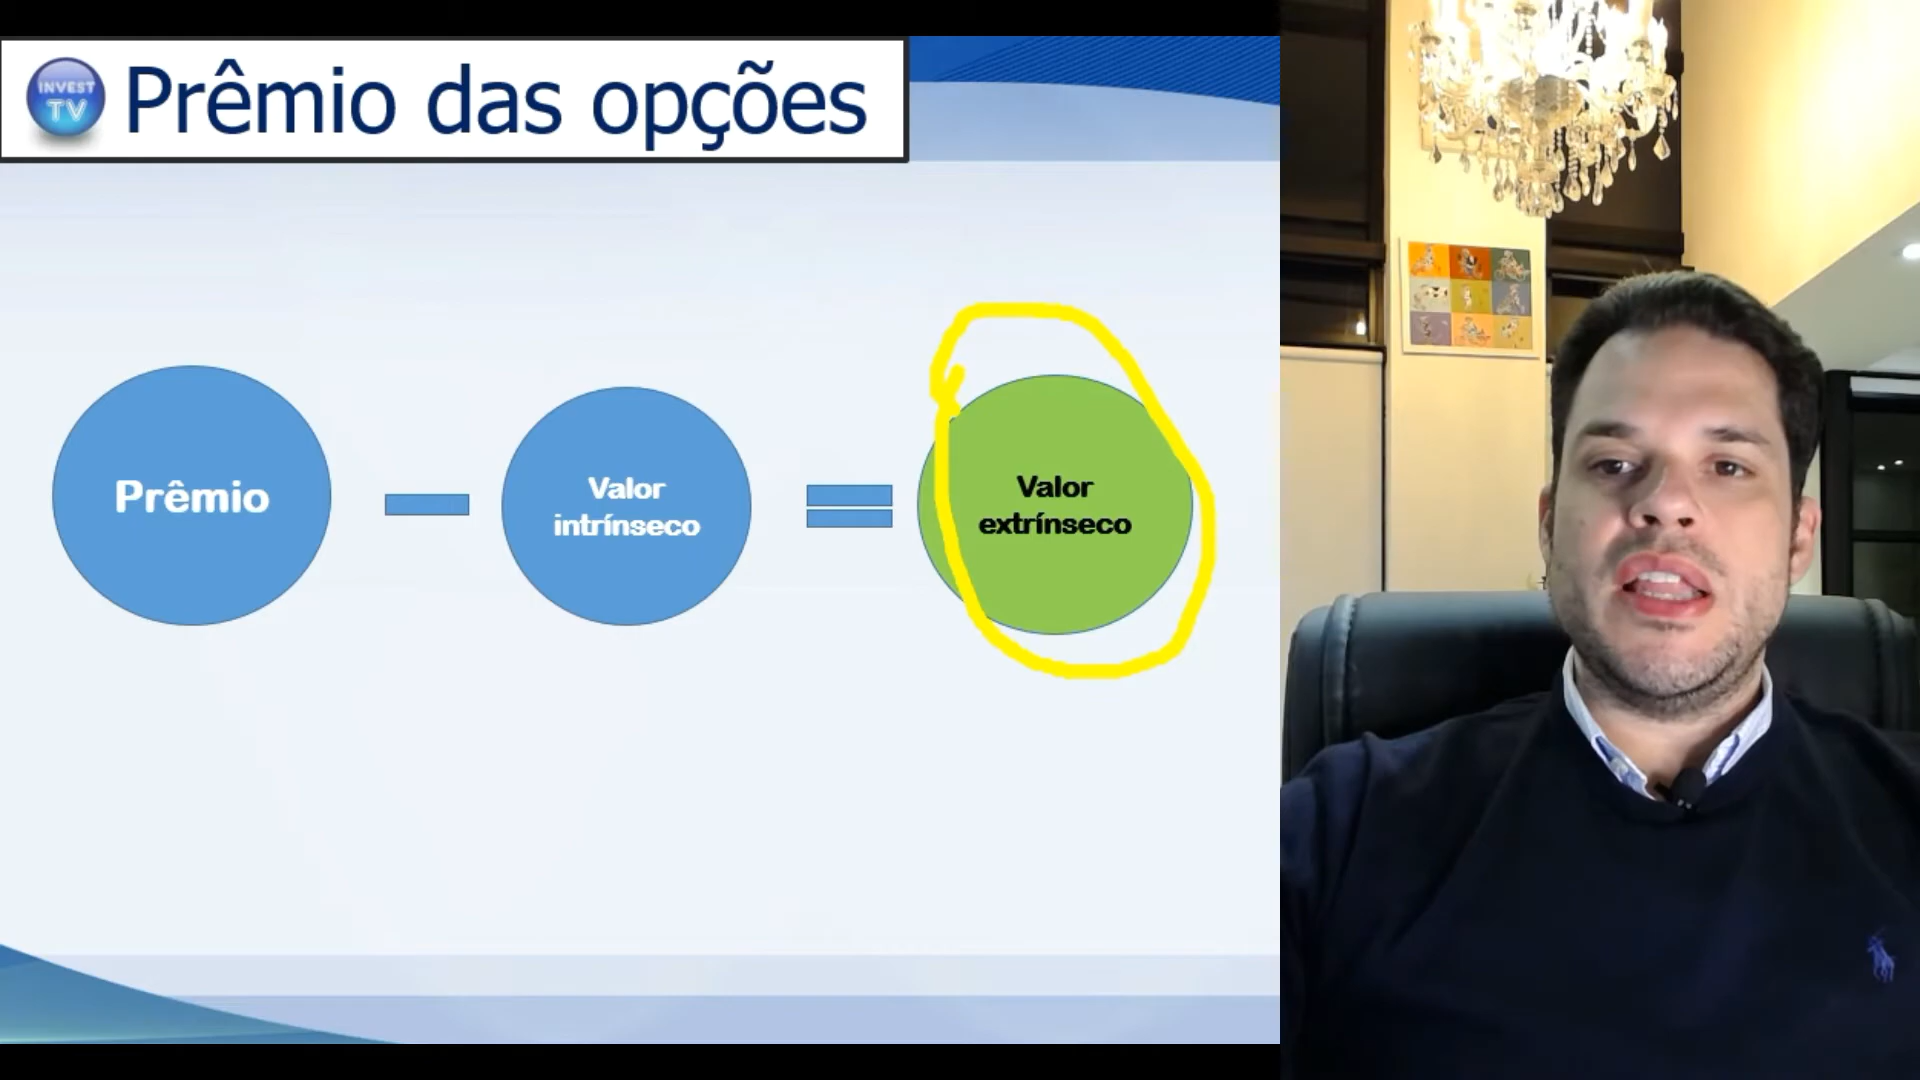 INVEST
TV
Prêmio das opções
Prêmio
Valor
intrínseco
Valor
extrínseco